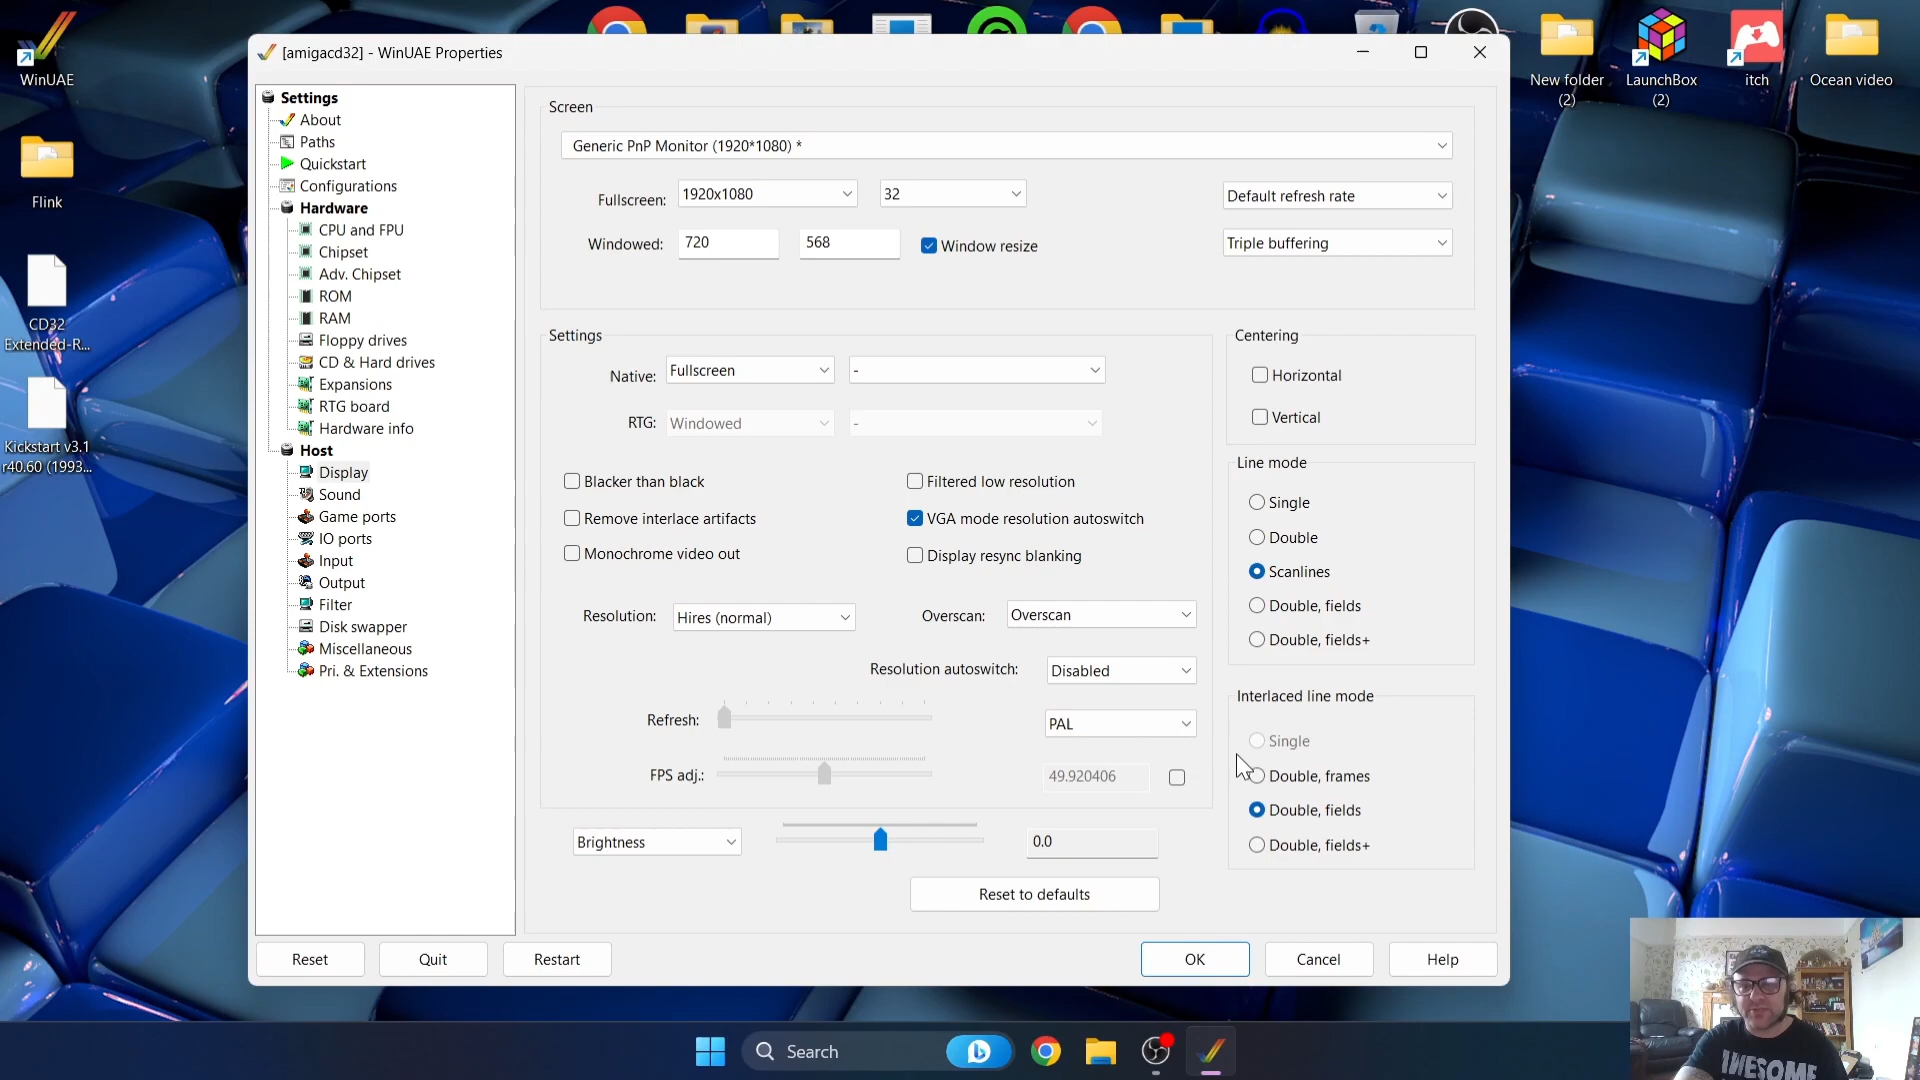 [amigacd32] - WinUAE Properties
WinUAE
Flink
CD32
Extended-R...
Kickstart v3.1
r40.60 (1993...
New folder
(2)
LaunchBox
(2)
itch
Ocean video
Settings
About
Paths
Quickstart
Configurations
Hardware
CPU and FPU
Chipset
Adv. Chipset
ROM
RAM
Floppy drives
CD & Hard drives
Expansions
RTG board
Hardware info
Host
Display
Sound
Game ports
IO ports
Input
Output
Filter
Disk swapper
Miscellaneous
Pri. & Extensions
Screen
Generic PnP Monitor (1920*1080) *
Fullscreen: 1920x1080 32 Default refresh rate
Windowed: 720 568 Window resize Triple buffering
Settings
Native: Fullscreen -
RTG: Windowed -
Blacker than black Filtered low resolution
Remove interlace artifacts VGA mode resolution autoswitch
Monochrome video out Display resync blanking
Resolution: Hires (normal) Overscan: Overscan
Resolution autoswitch: Disabled
Refresh: PAL
FPS adj.: 49.920406
Brightness 0.0
Reset to defaults
Centering
Horizontal
Vertical
Line mode
Single
Double
Scanlines
Double, fields
Double, fields+
Interlaced line mode
Single
Double, frames
Double, fields
Double, fields+
Reset Quit Restart OK Cancel Help
Search
AWESOME